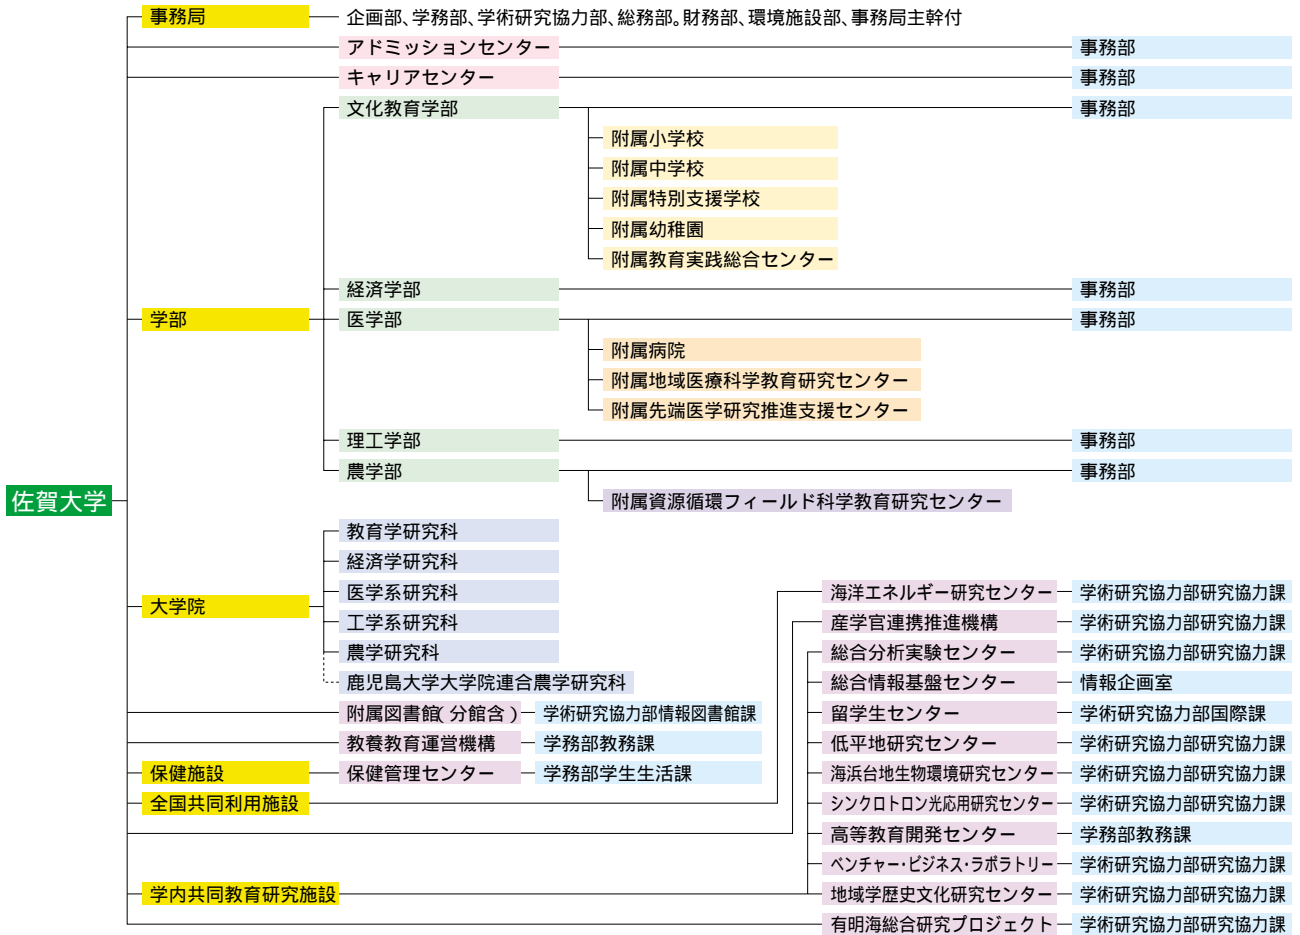 事務局 企画部、学務部、学術研究協力部、総務部。財務部、環境施設部、事務局主幹付
アドミッションセンター 事務部
キャリアセンター 事務部
文化教育学部 事務部
附属小学校
附属中学校
附属特別支援学校
附属幼稚園
附属教育実践総合センター
経済学部 事務部
学部 医学部 事務部
附属病院
附属地域医療科学教育研究センター
附属先端医学研究推進支援センター
理工学部 事務部
農学部 事務部
佐賀大学 附属資源循環フィールド科学教育研究センター
教育学研究科
経済学研究科
医学系研究科 海洋エネルギー研究センター 学術研究協力部研究協力課
大学院
工学系研究科 産学官連携推進機構 学術研究協力部研究協力課
農学研究科 総合分析実験センター 学術研究協力部研究協力課
鹿児島大学大学院連合農学研究科 総合情報基盤センター 情報企画室
附属図書館(分館含) 学術研究協力部情報図書館課 留学生センター 学術研究協力部国際課
教養教育運営機構 学務部教務課 低平地研究センター 学術研究協力部研究協力課
保健施設 保健管理センター 学務部学生生活課 海浜台地生物環境研究センター 学術研究協力部研究協力課
全国共同利用施設 シンクロトロン光応用研究センター 学術研究協力部研究協力課
高等教育開発センター 学務部教務課
ベンチャー・ビジネス・ラボラトリー 学術研究協力部研究協力課
学内共同教育研究施設 地域学歴史文化研究センター 学術研究協力部研究協力課
有明海総合研究プロジェクト 学術研究協力部研究協力課